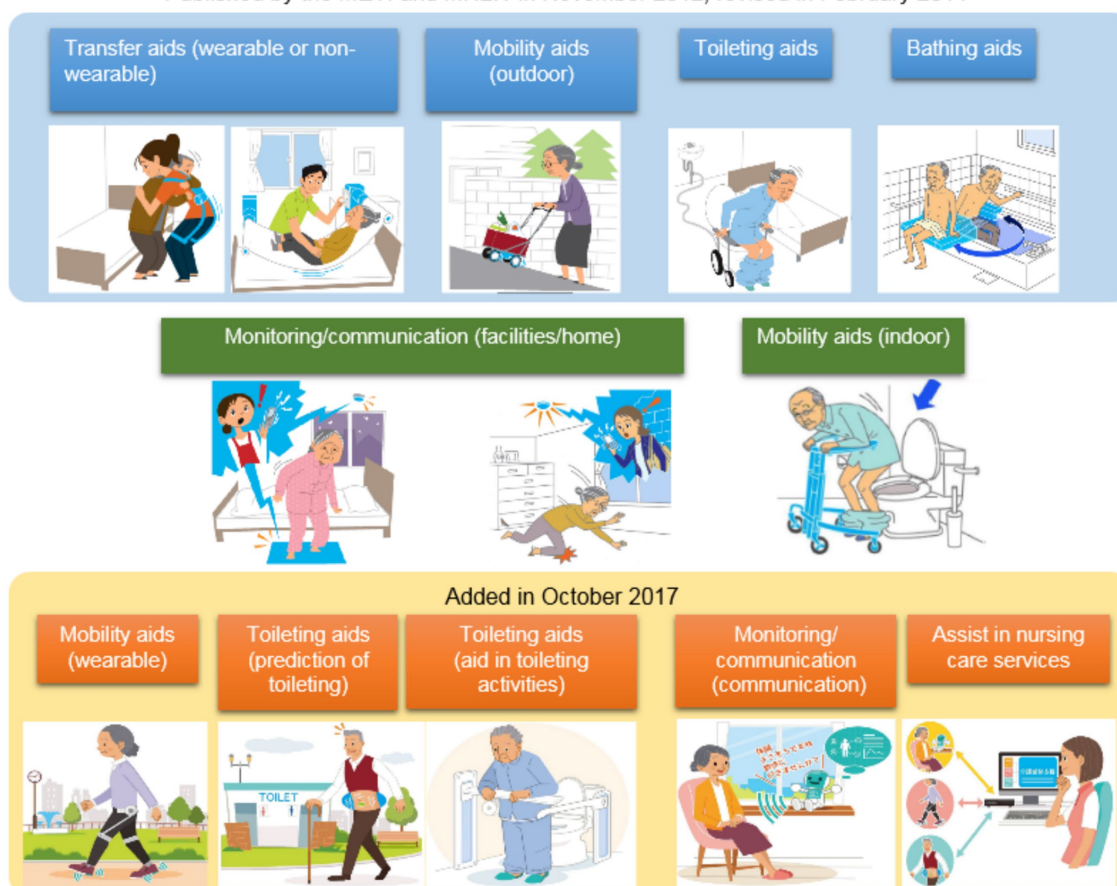 Transfer aids (wearable or non-
wearable)
Mobility aids
(outdoor)
Toileting aids
Bathing aids
Monitoring/communication (facilities/home)
Mobility aids (indoor)
Added in October 2017
Mobility aids
(wearable)
Toileting aids
(prediction of
toileting)
Toileting aids
(aid in toileting
activities)
Monitoring/
communication
(communication)
Assist in nursing
care services
TOILET